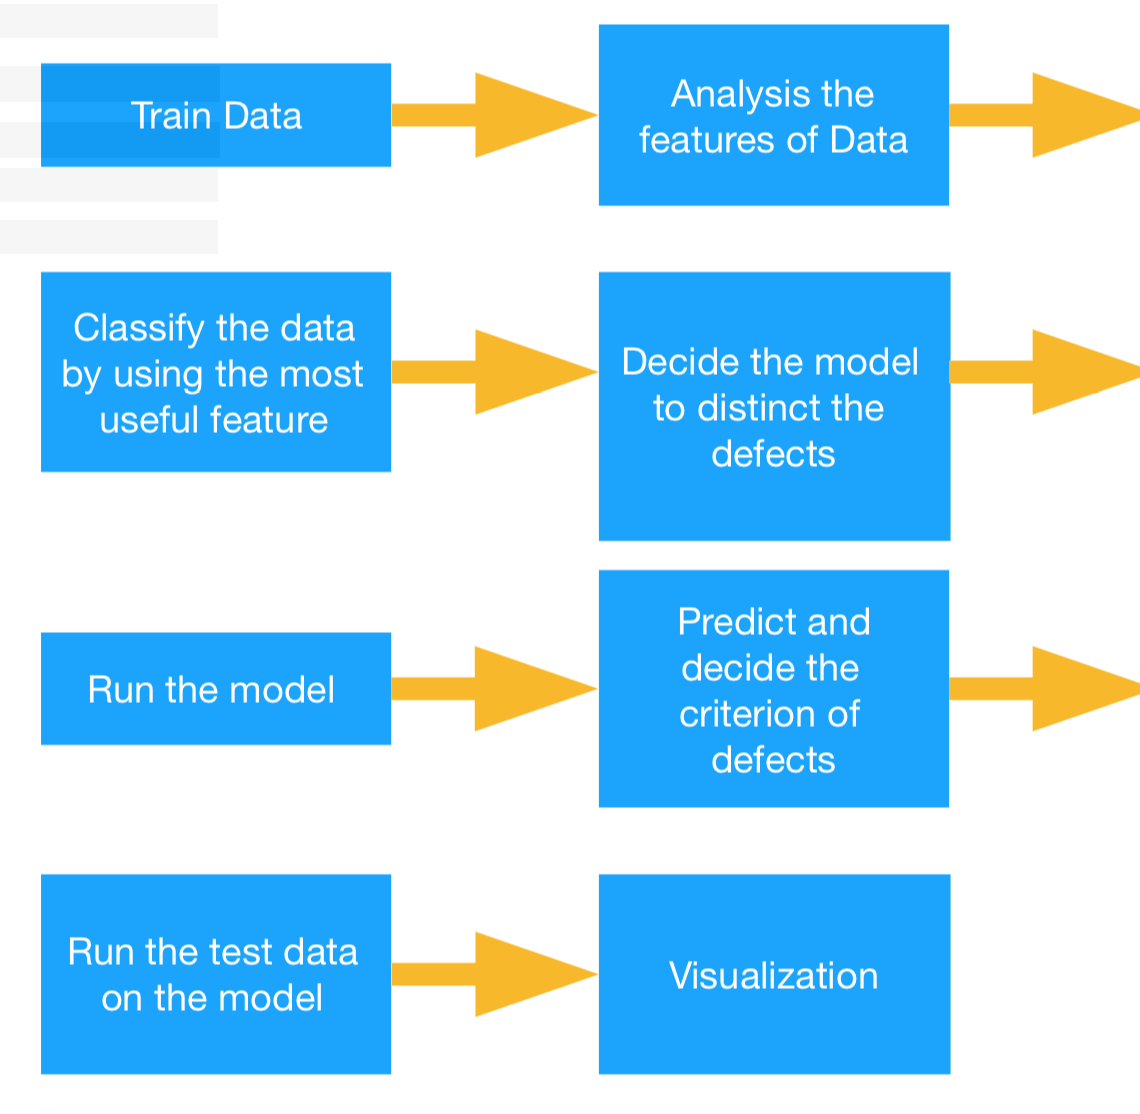 Train Data
Analysis the
features of Data
Classify the data
by using the most
useful feature
Decide the model
to distinct the
defects
Run the model
Predict and
decide the
criterion of
defects
Run the test data
on the model
Visualization